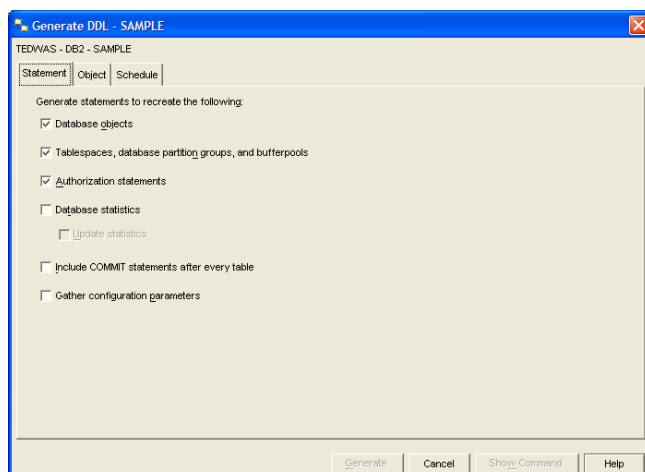 Generate DDL - SAMPLE
TEDWAS - DB2 - SAMPLE
Statement Object Schedule
Generate statements to recreate the following:
Database objects
Tablespaces, database partition groups, and bufferpools
Authorization statements
Database statistics
Update statistics
Include COMMIT statements after every table
Gather configuration parameters
Generate Cancel Show Command Help